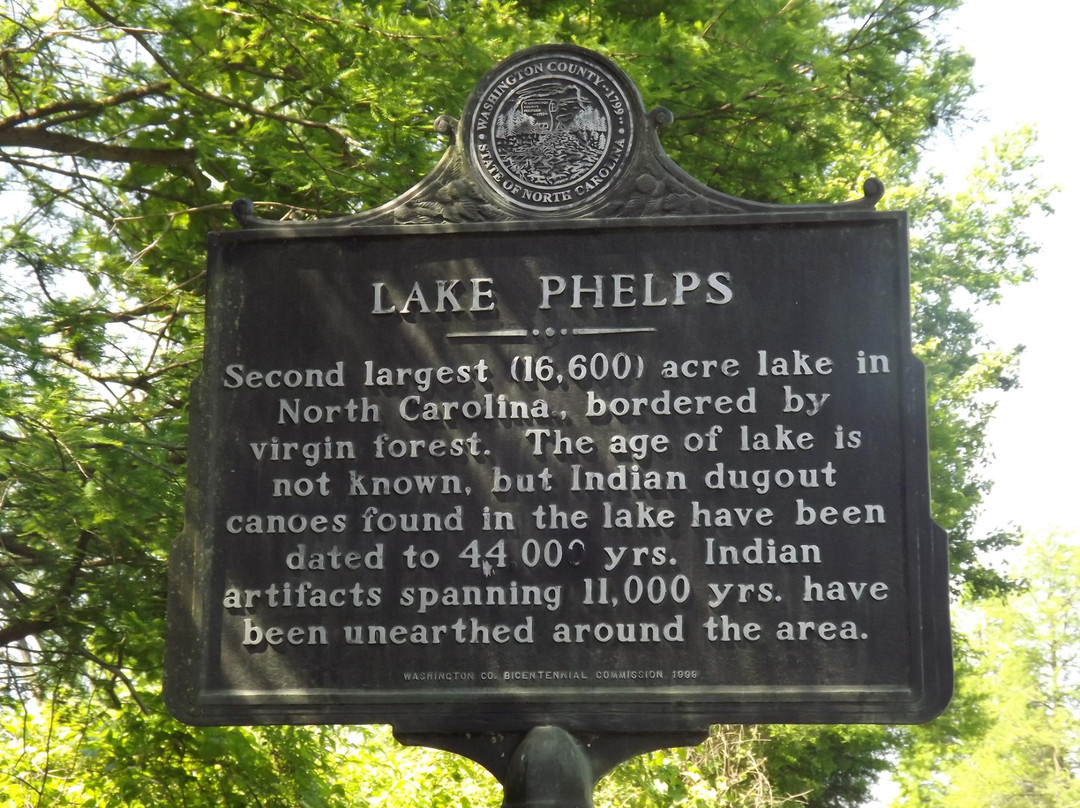 WASHINGTON COUNTY · 1799 ·
STATE OF NORTH CAROLINA
LAKE PHELPS
Second largest (16,600) acre lake in
North Carolina, bordered by
virgin forest. The age of lake is
not known, but Indian dugout
canoes found in the lake have been
dated to 44,000 yrs. Indian
artifacts spanning 11,000 yrs. have
been unearthed around the area.
WASHINGTON CO. BICENTENNIAL COMMISSION 1999